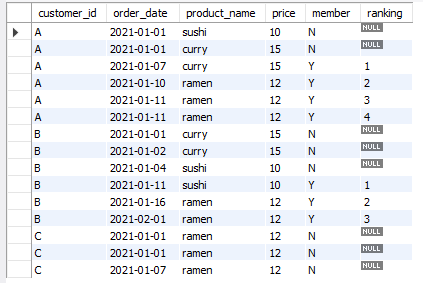 customer_id order_date product_name price member ranking
A 2021-01-01 sushi 10 N NULL
A 2021-01-01 curry 15 N NULL
A 2021-01-07 curry 15 Y 1
A 2021-01-10 ramen 12 Y 2
A 2021-01-11 ramen 12 Y 3
A 2021-01-11 ramen 12 Y 4
B 2021-01-01 curry 15 N NULL
B 2021-01-02 curry 15 N NULL
B 2021-01-04 sushi 10 N NULL
B 2021-01-11 sushi 10 Y 1
B 2021-01-16 ramen 12 Y 2
B 2021-02-01 ramen 12 Y 3
C 2021-01-01 ramen 12 N NULL
C 2021-01-01 ramen 12 N NULL
C 2021-01-07 ramen 12 N NULL